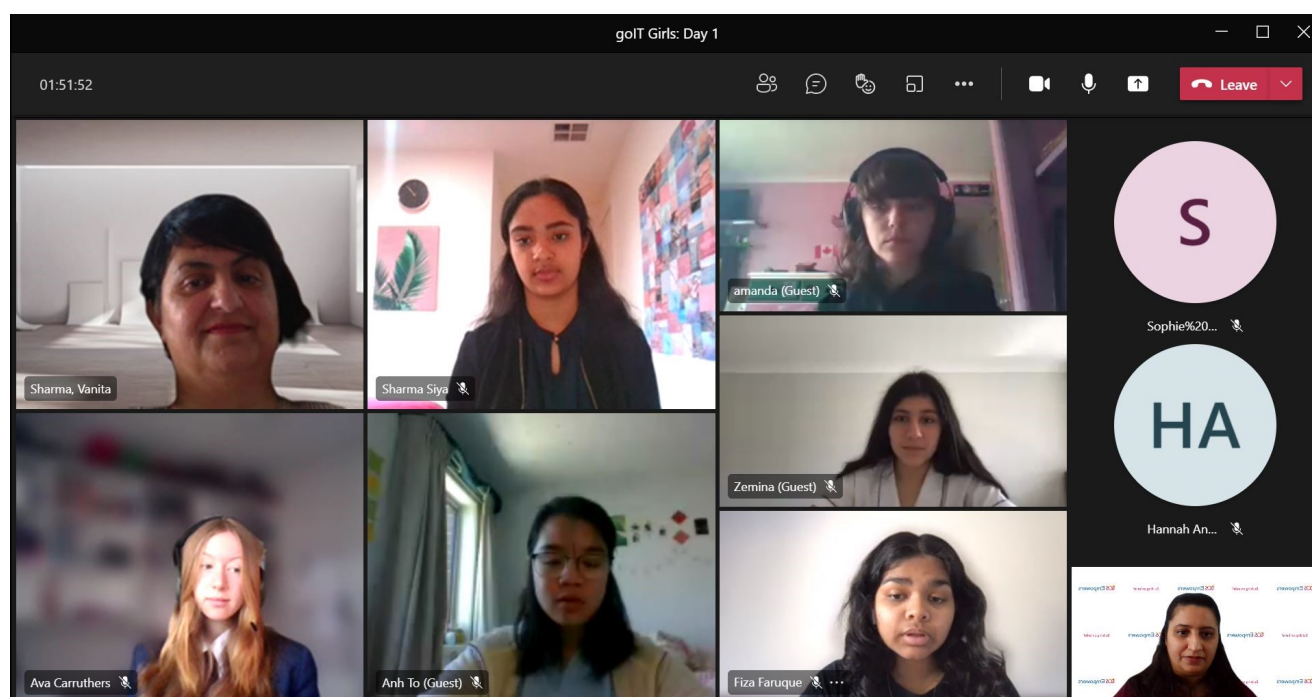 goIT Girls: Day 1
01:51:52
Leave
Sharma, Vanita
Sharma Siya
amanda (Guest)
S
Sophie%20...
Zemina (Guest)
HA
Hannah An...
Ava Carruthers
Anh To (Guest)
Fiza Faruque